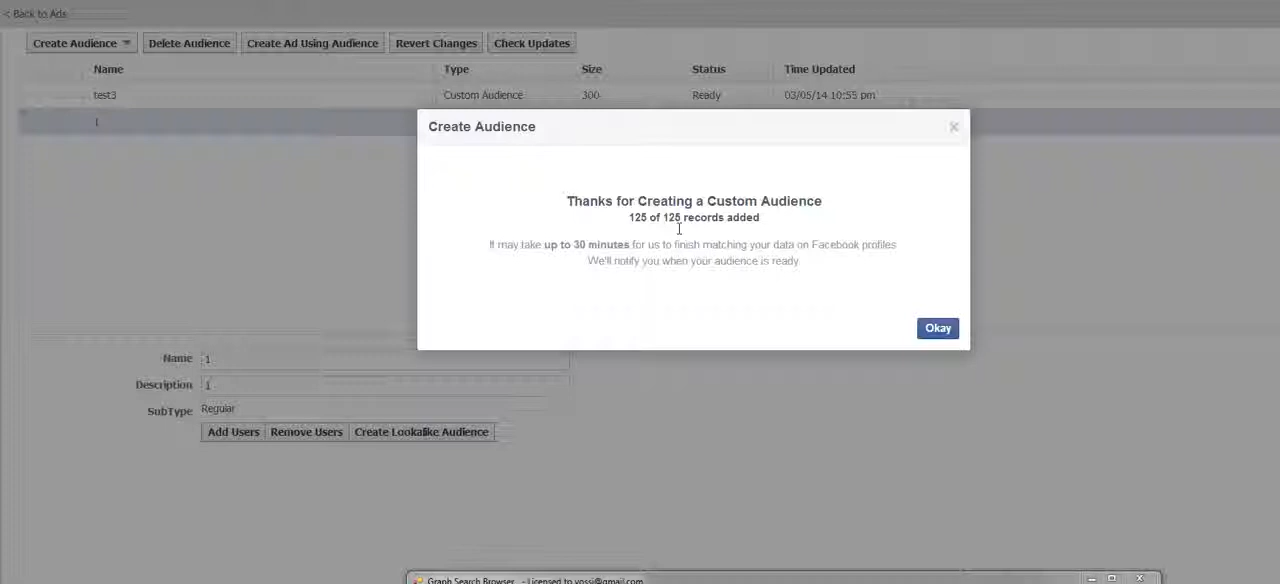 < Back to Ads
Create Audience Delete Audience Create Ad Using Audience Revert Changes Check Updates
Name Type Size Status Time Updated
test3 Custom Audience 300 Ready 03/05/14 10:55 pm
1
Create Audience
Thanks for Creating a Custom Audience
125 of 125 records added
It may take up to 30 minutes for us to finish matching your data on Facebook profiles
We'll notify you when your audience is ready
Okay
Name 1
Description 1
SubType Regular
Add Users Remove Users Create Lookalike Audience
Graph Search Browser - Licensed to yossi@gmail.com